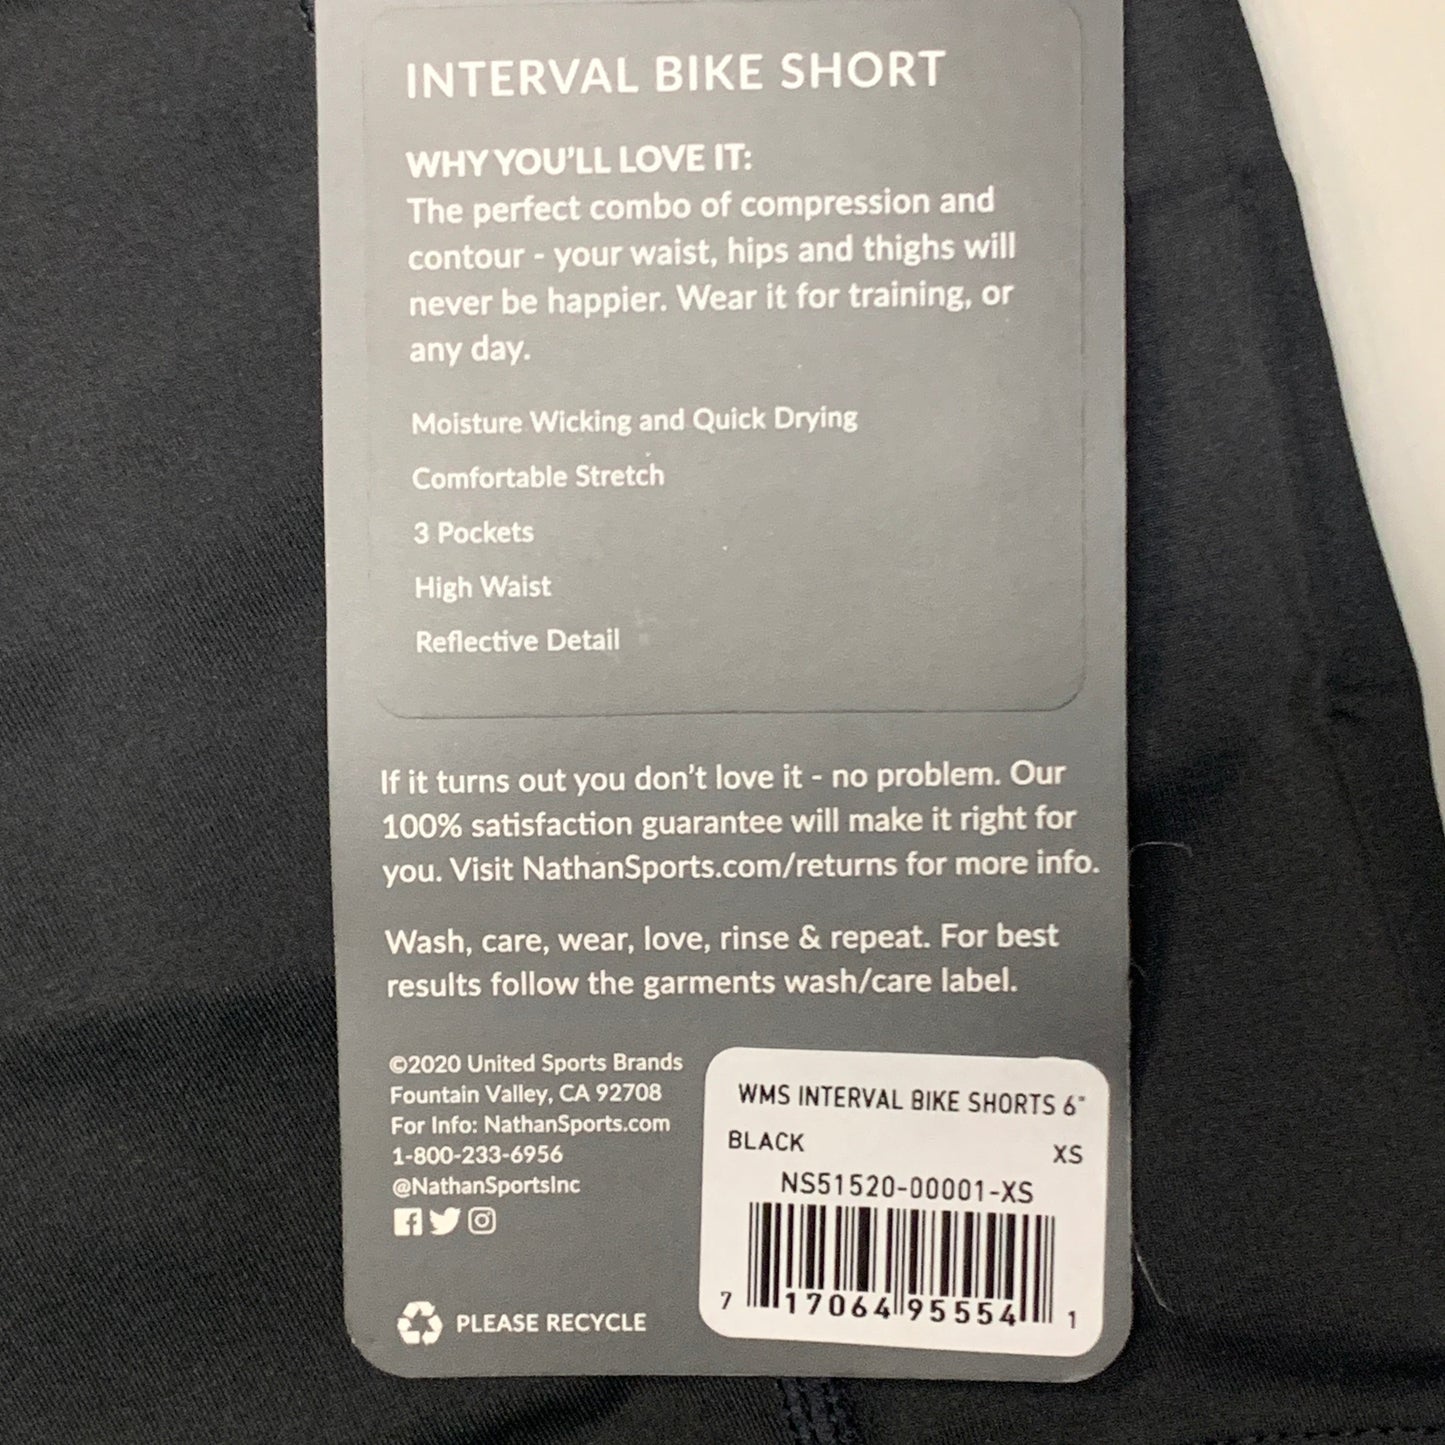 INTERVAL BIKE SHORT
WHY YOU'LL LOVE IT:
The perfect combo of compression and
contour - your waist, hips and thighs will
never be happier. Wear it for training, or
any day.
Moisture Wicking and Quick Drying
Comfortable Stretch
3 Pockets
High Waist
Reflective Detail
If it turns out you don't love it - no problem. Our
100% satisfaction guarantee will make it right for
you. Visit NathanSports.com/returns for more info.
Wash, care, wear, love, rinse & repeat. For best
results follow the garments wash/care label.
©2020 United Sports Brands
Fountain Valley, CA 92708
For Info: NathanSports.com
1-800-233-6956
@NathanSportsInc
PLEASE RECYCLE
WMS INTERVAL BIKE SHORTS 6"
BLACK XS
NS51520-00001-XS
7 17064 95554 1